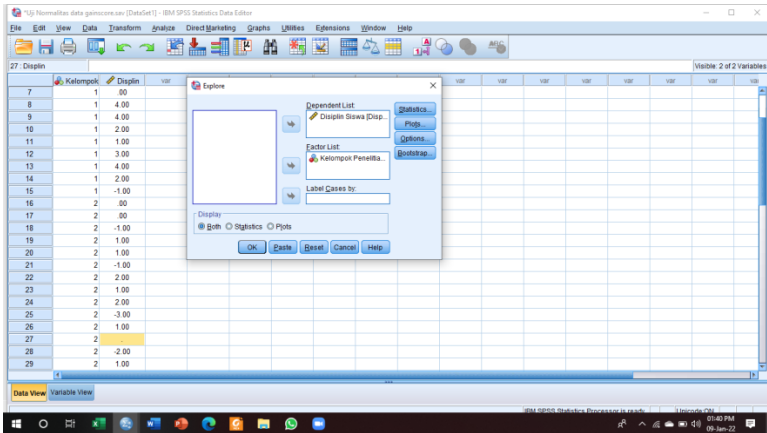 *Uji Normalitas data gainscore.sav [DataSet1] - IBM SPSS Statistics Data Editor
File Edit View Data Transform Analyze Direct Marketing Graphs Utilities Extensions Window Help
27 : Displin
Visible: 2 of 2 Variables
Kelompok Displin var var var var var var var var
7 1 .00
8 1 4.00
9 1 4.00
10 1 2.00
11 1 1.00
12 1 3.00
13 1 4.00
14 1 2.00
15 1 -1.00
16 2 .00
17 2 .00
18 2 -1.00
19 2 1.00
20 2 1.00
21 2 -1.00
22 2 2.00
23 2 1.00
24 2 2.00
25 2 -3.00
26 2 1.00
27 2 .
28 2 -2.00
29 2 1.00
Explore
Dependent List:
Disiplin Siswa [Disp...
Factor List:
Kelompok Penelitia...
Label Cases by:
Statistics...
Plots...
Options...
Bootstrap...
Display
Both Statistics Plots
OK Paste Reset Cancel Help
Data View Variable View
IBM SPSS Statistics Processor is ready
Unicode:ON
01:40 PM
09-Jan-22